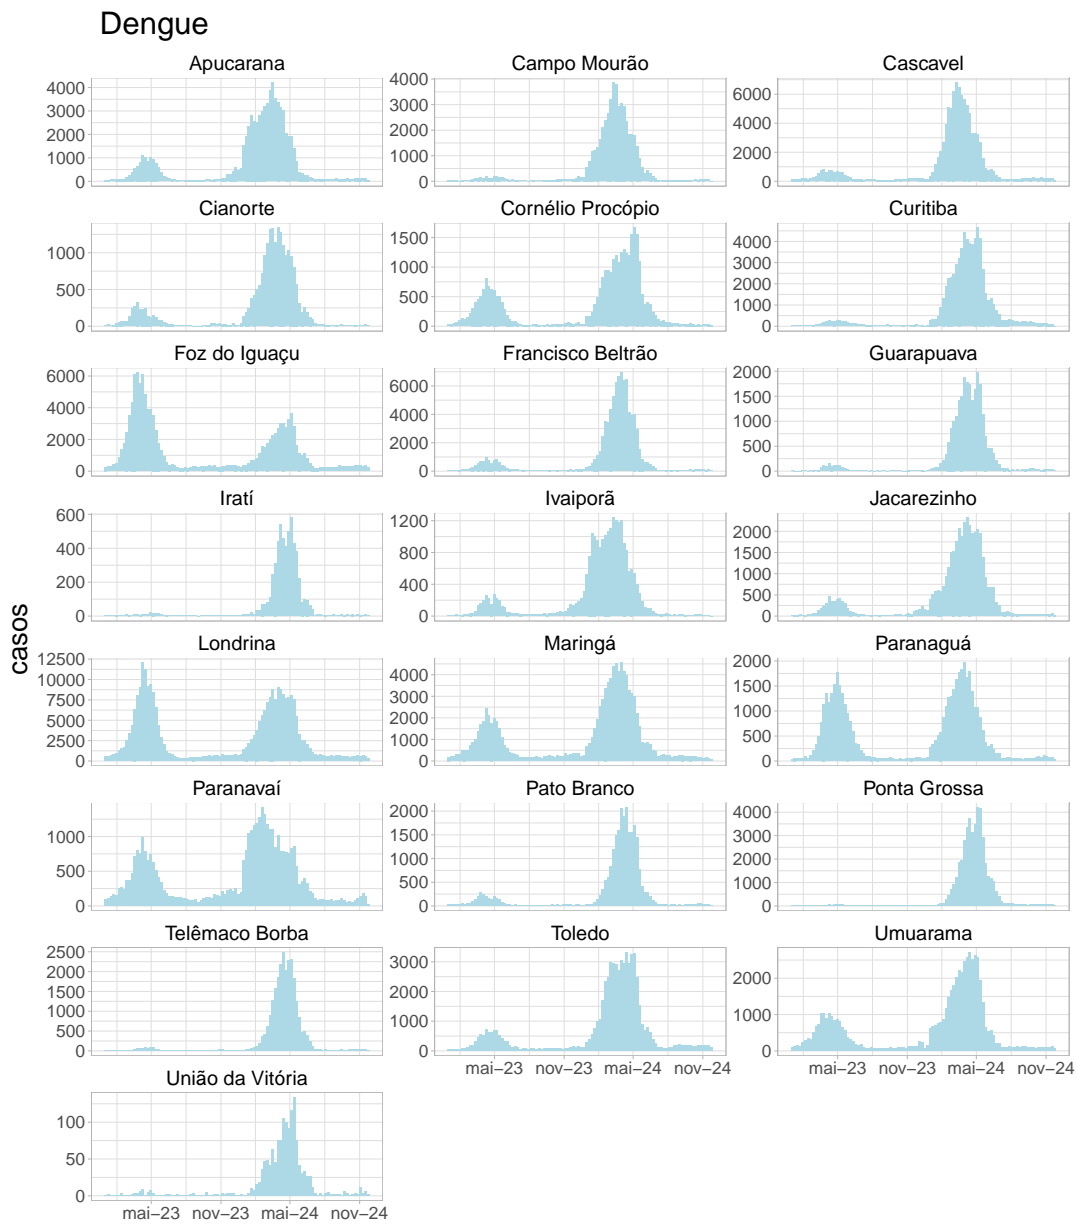 Dengue
Apucarana Campo Mourão Cascavel
4000 4000 6000
3000 3000 4000
2000 2000 2000
1000 1000 0
0 0
Cianorte Cornélio Procópio Curitiba
1000 1500 4000
500 1000 3000
0 500 2000
0 1000
0
Foz do Iguaçu Francisco Beltrão Guarapuava
6000 6000 2000
4000 4000 1500
2000 2000 1000
0 0 500
0
Iratí Ivaiporã Jacarezinho
600 1200 2000
400 800 1500
200 400 1000
0 0 500
0
casos
Londrina Maringá Paranaguá
12500 4000 2000
10000 3000 1500
7500 2000 1000
5000 1000 500
2500 0 0
0
Paranavaí Pato Branco Ponta Grossa
1000 2000 4000
500 1500 3000
0 1000 2000
500 1000
0 0
Telêmaco Borba Toledo Umuarama
2500 3000 2000
2000 2000 1000
1500 1000 0
1000 0
500
0
mai–23 nov–23 mai–24 nov–24 mai–23 nov–23 mai–24 nov–24
União da Vitória
100
50
0
mai–23 nov–23 mai–24 nov–24